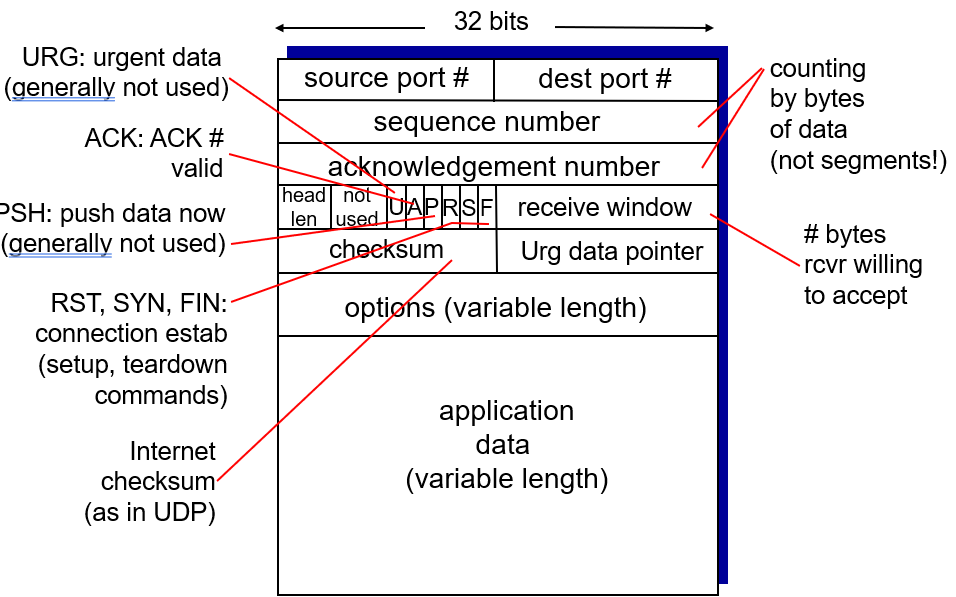 32 bits
URG: urgent data
(generally not used)
ACK: ACK #
valid
PSH: push data now
(generally not used)
RST, SYN, FIN:
connection estab
(setup, teardown
commands)
Internet
checksum
(as in UDP)
source port #
dest port #
sequence number
acknowledgement number
head
len
not
used
U
A
P
R
S
F
receive window
checksum
Urg data pointer
options (variable length)
application
data
(variable length)
counting
by bytes
of data
(not segments!)
# bytes
rcvr willing
to accept